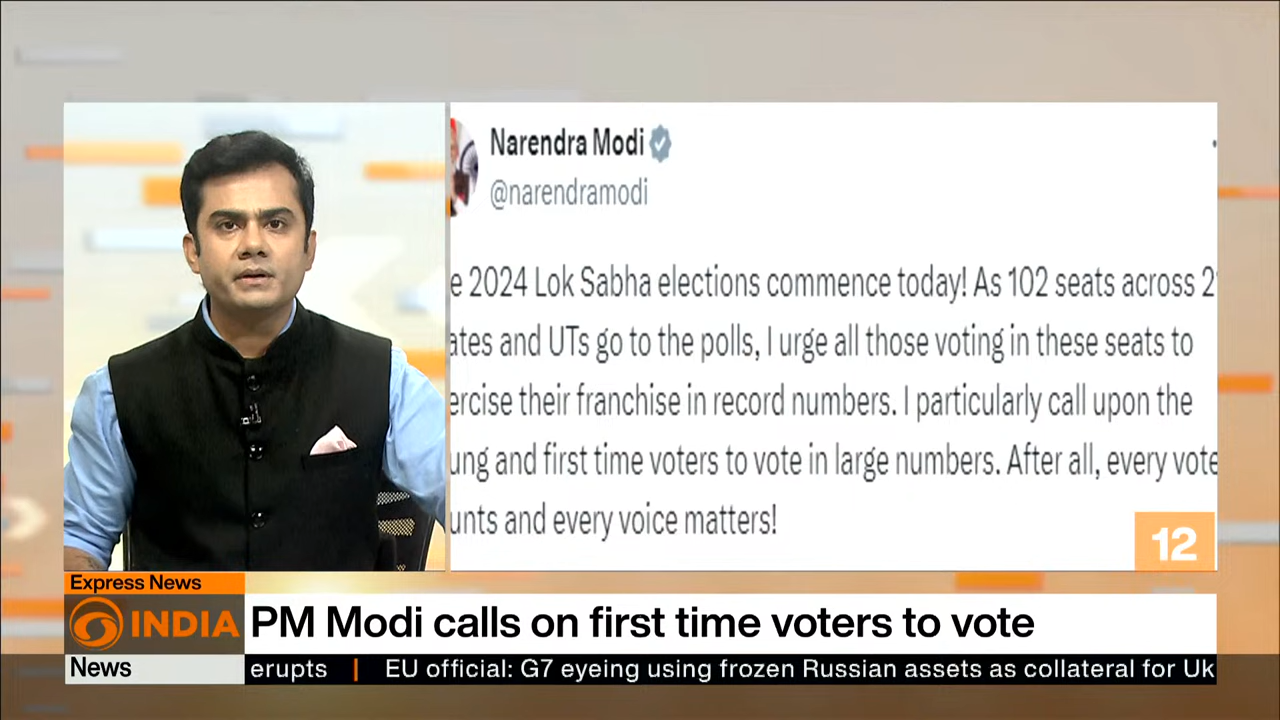 Narendra Modi
@narendramodi
e 2024 Lok Sabha elections commence today! As 102 seats across 2
ates and UTs go to the polls, I urge all those voting in these seats to
ercise their franchise in record numbers. I particularly call upon the
ung and first time voters to vote in large numbers. After all, every vote
unts and every voice matters!
12
Express News
INDIA
PM Modi calls on first time voters to vote
News
erupts | EU official: G7 eyeing using frozen Russian assets as collateral for Uk